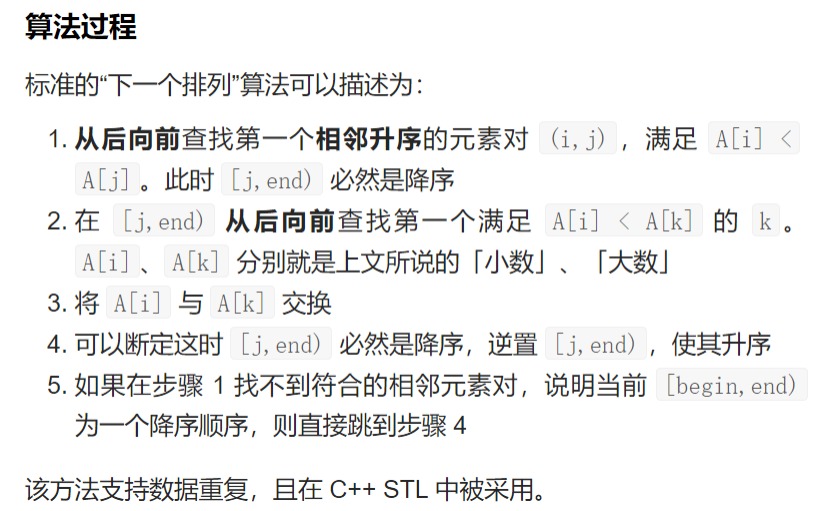 算法过程
标准的“下一个排列”算法可以描述为：
1. 从后向前查找第一个相邻升序的元素对 (i,j)，满足 A[i] <
A[j]。此时 [j,end) 必然是降序
2. 在 [j,end) 从后向前查找第一个满足 A[i] < A[k] 的 k。
A[i]、A[k] 分别就是上文所说的「小数」、「大数」
3. 将 A[i] 与 A[k] 交换
4. 可以断定这时 [j,end) 必然是降序，逆置 [j,end)，使其升序
5. 如果在步骤 1 找不到符合的相邻元素对，说明当前 [begin,end)
为一个降序顺序，则直接跳到步骤 4
该方法支持数据重复，且在 C++ STL 中被采用。